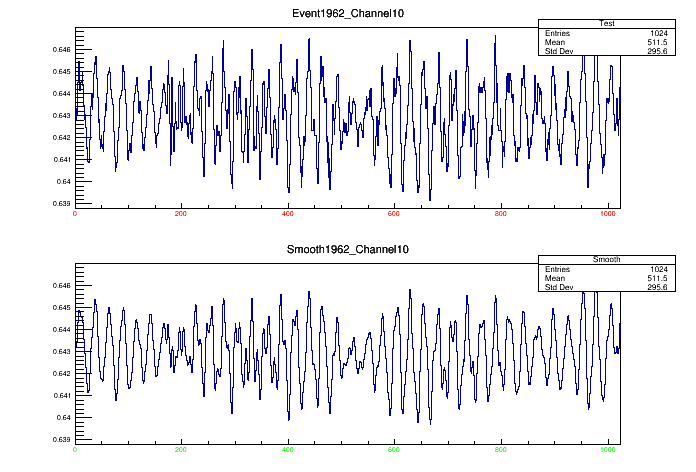 Event1962_Channel10
Test
Entries 1024
Mean 511.5
Std Dev 295.6
0.646
0.645
0.644
0.643
0.642
0.641
0.64
0.639
0 200 400 600 800 1000
Smooth1962_Channel10
Smooth
Entries 1024
Mean 511.5
Std Dev 295.6
0.646
0.645
0.644
0.643
0.642
0.641
0.64
0.639
0 200 400 600 800 1000